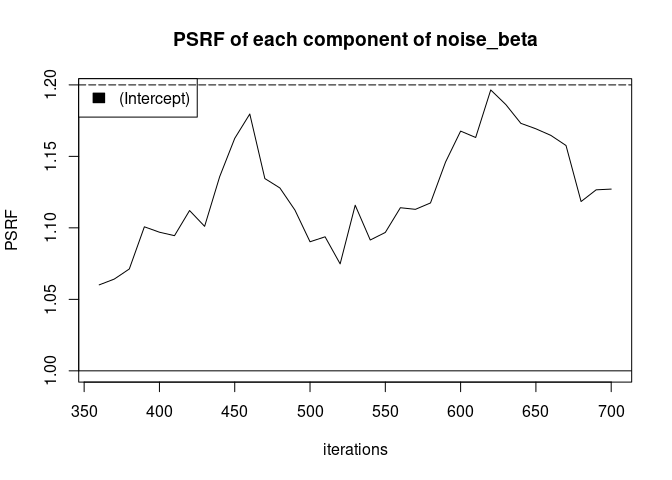 PSRF of each component of noise_beta
(Intercept)
PSRF
1.20
1.15
1.10
1.05
1.00
350 400 450 500 550 600 650 700
iterations